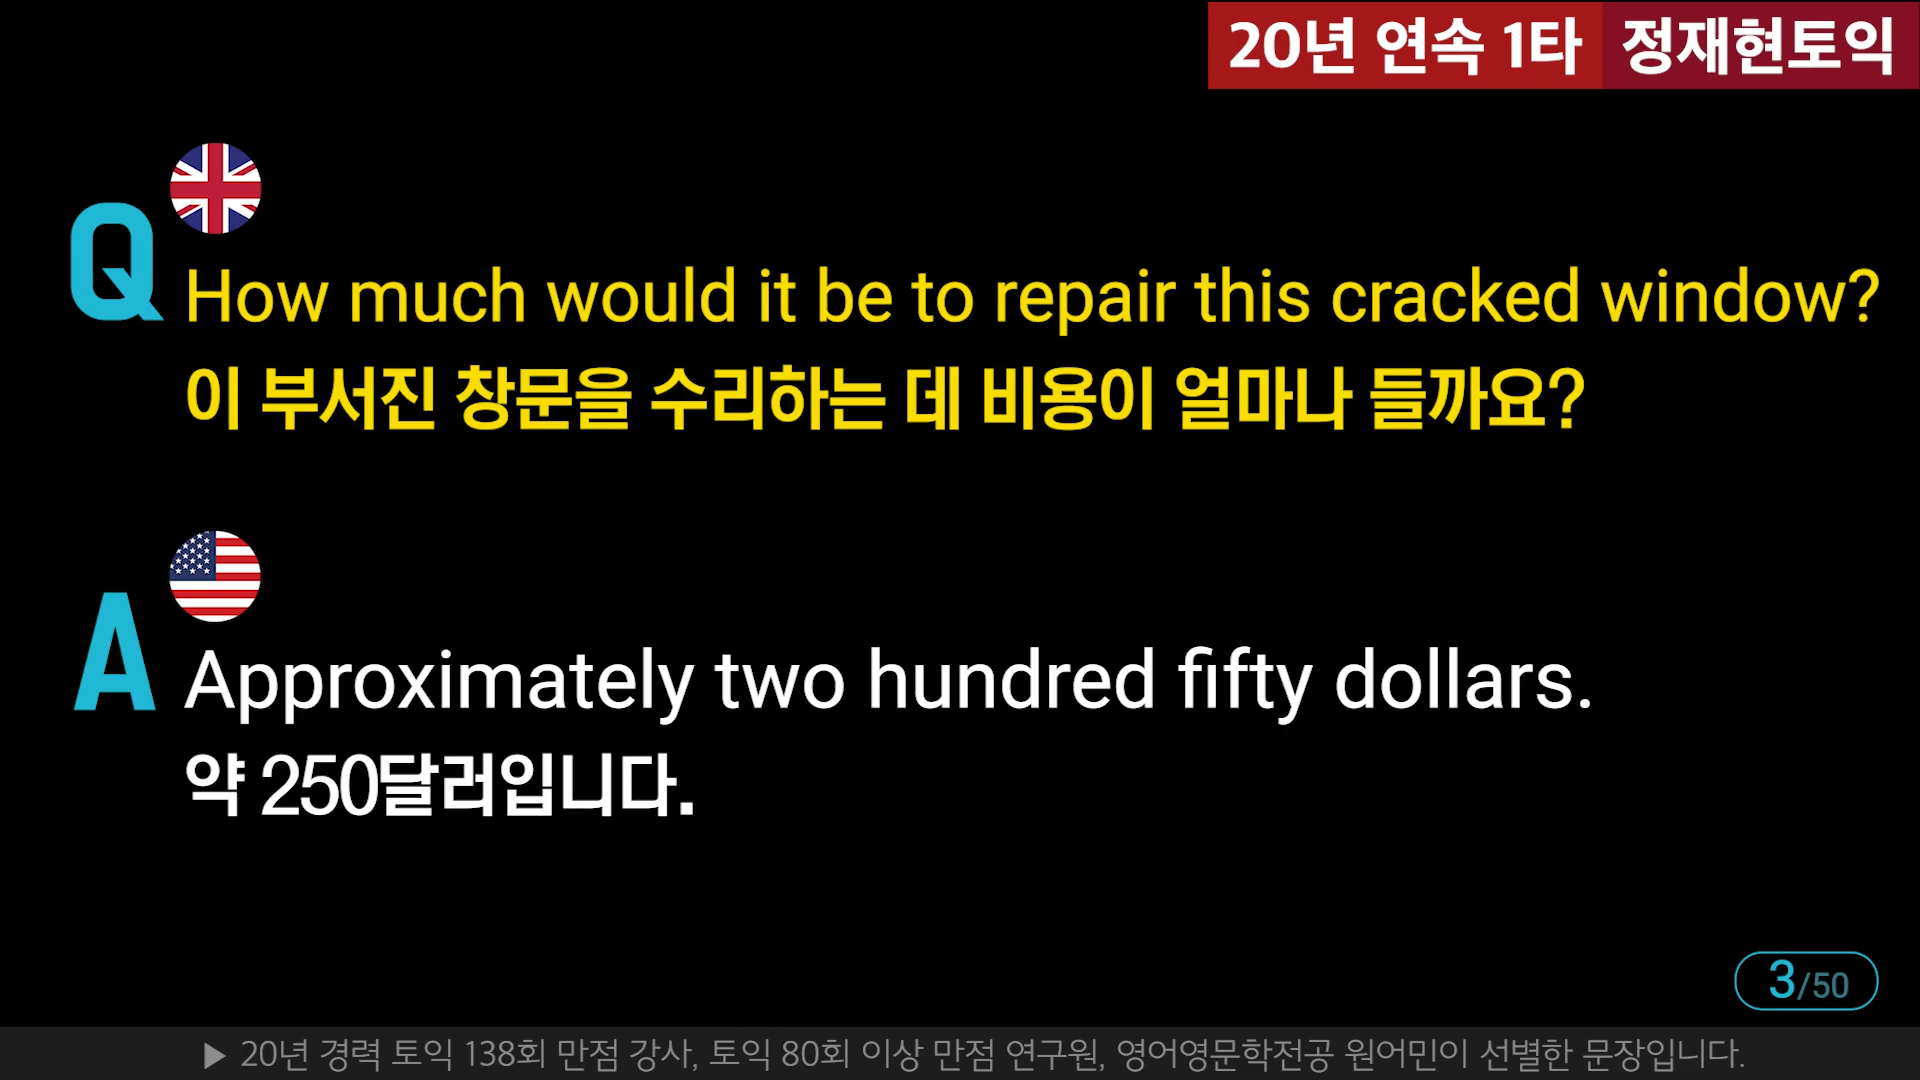 20년 연속 1타 정재현토익
Q
How much would it be to repair this cracked window?
이 부서진 창문을 수리하는 데 비용이 얼마나 들까요?
A
Approximately two hundred fifty dollars.
약 250달러입니다.
3/50
▶ 20년 경력 토익 138회 만점 강사, 토익 80회 이상 만점 연구원, 영어영문학전공 원어민이 선별한 문장입니다.